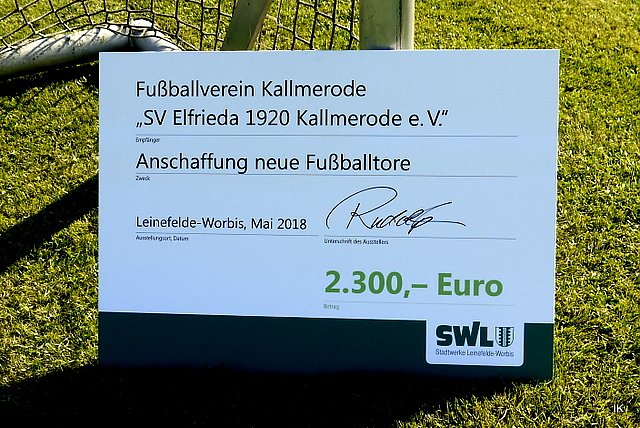 Fußballverein Kallmerode
„SV Elfrieda 1920 Kallmerode e. V."
Empfänger
Anschaffung neue Fußballtore
Zweck
Leinefelde-Worbis, Mai 2018
Ausstellungsort, Datum
Unterschrift des Ausstellers
2.300,– Euro
Betrag
SWL
Stadtwerke Leinefelde-Worbis
IK